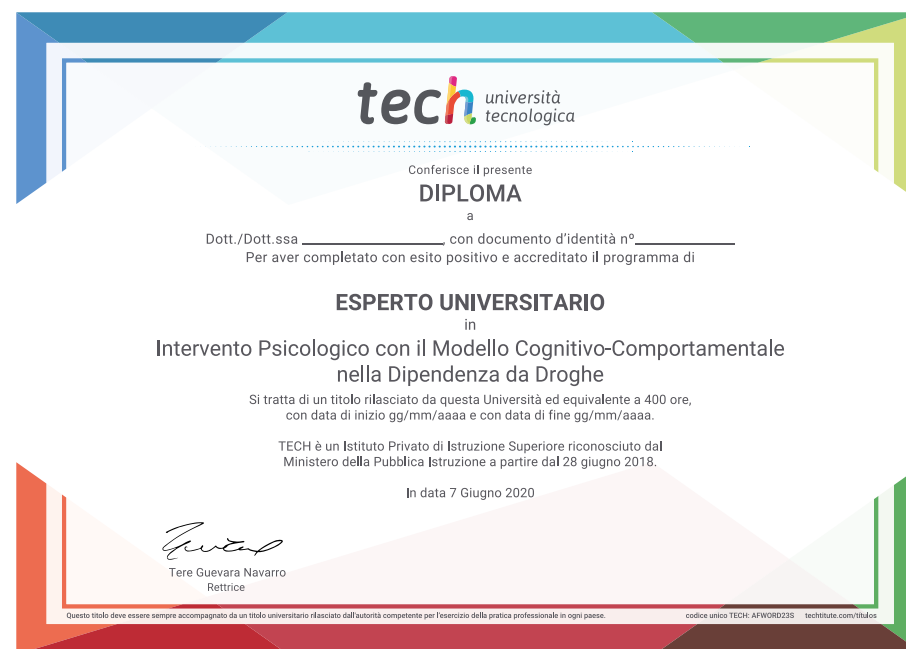 tech università
tecnologica
Conferisce il presente
DIPLOMA
a
Dott./Dott.ssa ____________________, con documento d'identità nº______________
Per aver completato con esito positivo e accreditato il programma di
ESPERTO UNIVERSITARIO
in
Intervento Psicologico con il Modello Cognitivo-Comportamentale
nella Dipendenza da Droghe
Si tratta di un titolo rilasciato da questa Università ed equivalente a 400 ore,
con data di inizio gg/mm/aaaa e con data di fine gg/mm/aaaa.
TECH è un Istituto Privato di Istruzione Superiore riconosciuto dal
Ministero della Pubblica Istruzione a partire dal 28 giugno 2018.
In data 7 Giugno 2020
Tere Guevara Navarro
Rettrice
Questo titolo deve essere sempre accompagnato da un titolo universitario rilasciato dall'autorità competente per l'esercizio della pratica professionale in ogni paese. codice unico TECH: AFWORD23S techtitute.com/titulos